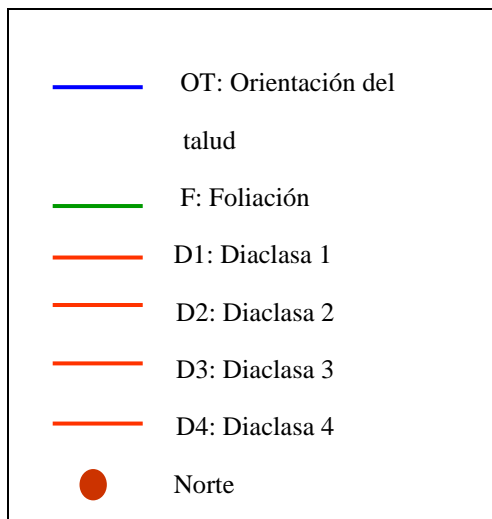 OT: Orientación del
talud
F: Foliación
D1: Diaclasa 1
D2: Diaclasa 2
D3: Diaclasa 3
D4: Diaclasa 4
Norte